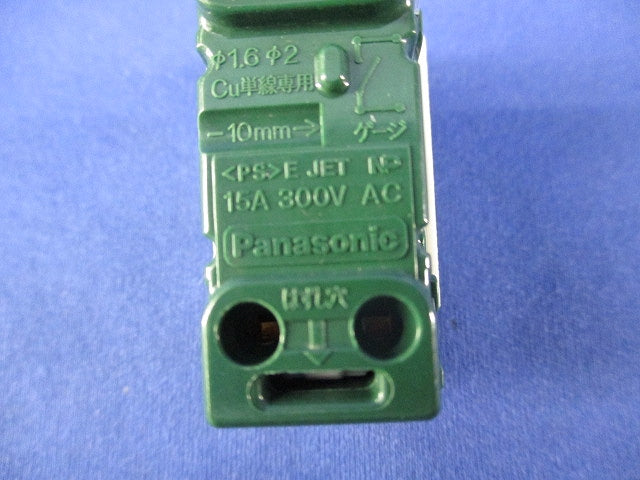 φ1.6 φ2
Cu単線専用
←10mm→
ゲージ
<PS>E JET
15A 300V AC
Panasonic
はずし穴